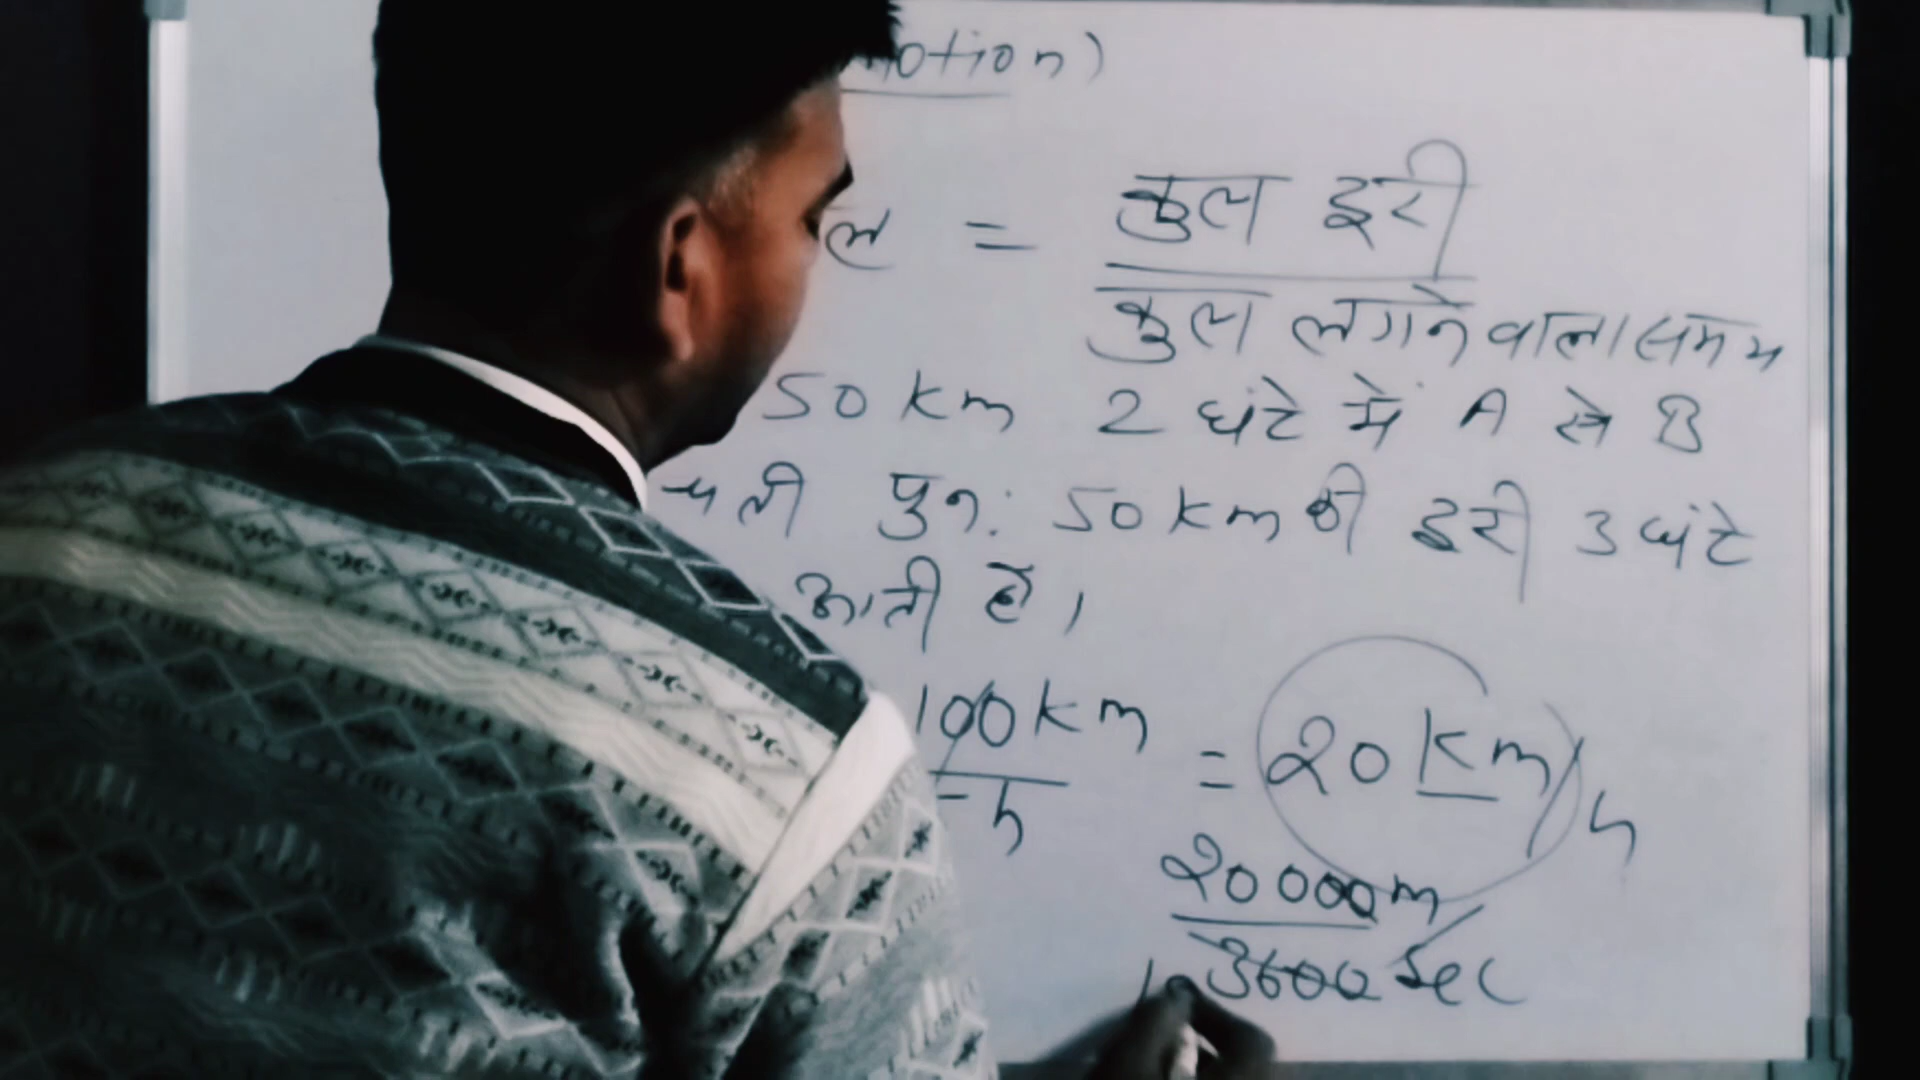 otion)
ल = कुल दूरी
कुल लगने वाला समय
50 km 2 घंटे में A से B
ती पुन: 50 km की दूरी 3 घंटे
आती है।
100 km = 20 km/h
h
20000 m
3600 Sec